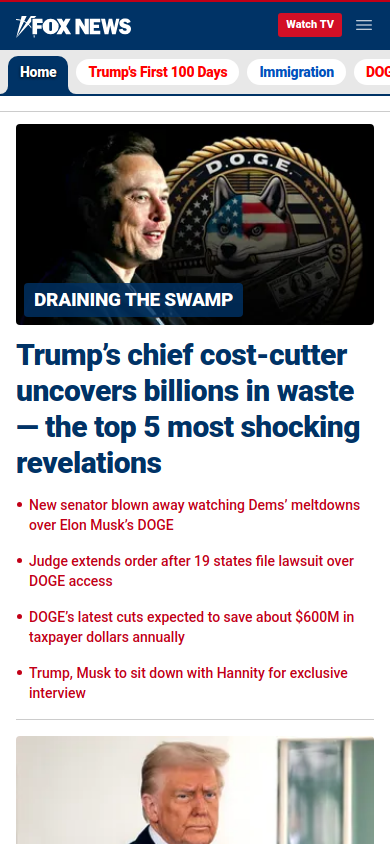 FOX NEWS
Watch TV
Home
Trump's First 100 Days
Immigration
DOG
D.O.G.E.
$
DRAINING THE SWAMP
Trump’s chief cost-cutter
uncovers billions in waste
— the top 5 most shocking
revelations
• New senator blown away watching Dems’ meltdowns
over Elon Musk’s DOGE
• Judge extends order after 19 states file lawsuit over
DOGE access
• DOGE’s latest cuts expected to save about $600M in
taxpayer dollars annually
• Trump, Musk to sit down with Hannity for exclusive
interview